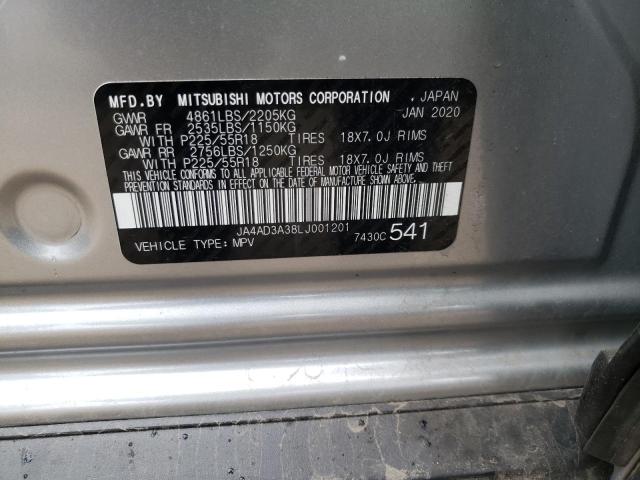 MFD.BY MITSUBISHI MOTORS CORPORATION , JAPAN
GVWR 4861LBS/2205KG JAN 2020
GAWR FR 2535LBS/1150KG
WITH P225/55R18 TIRES 18X7.0J RIMS
GAWR RR 2756LBS/1250KG
WITH P225/55R18 TIRES 18X7.0J RIMS
THIS VEHICLE CONFORMS TO ALL APPLICABLE FEDERAL MOTOR VEHICLE SAFETY AND THEFT
PREVENTION STANDARDS IN EFFECT ON THE DATE OF MANUFACTURE SHOWN ABOVE.
JA4AD3A38LJ001201
VEHICLE TYPE: MPV 7430C 541